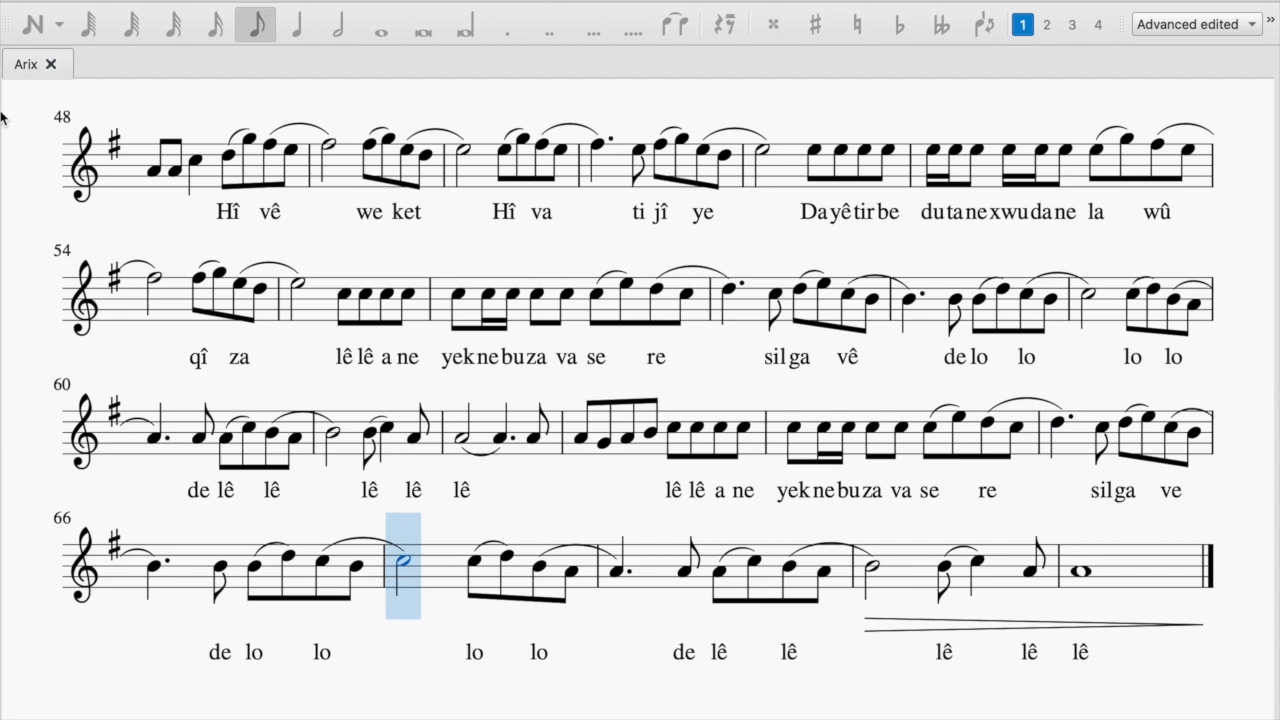 1 2 3 4 Advanced edited
Arix
48
Hî vê we ket Hî va ti jî ye Da yê tir be du ta ne xwu da ne la wû
54
qî za lê lê a ne yek ne bu za va se re sil ga vê de lo lo lo lo
60
de lê lê lê lê lê lê lê a ne yek ne bu za va se re sil ga ve
66
de lo lo lo lo de lê lê lê lê lê